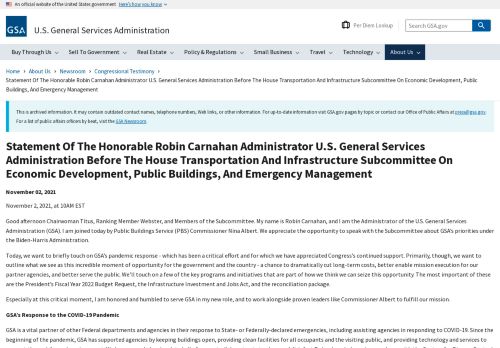 An official website of the United States government Here's how you know
GSA U.S. General Services Administration
Per Diem Lookup
Search GSA.gov
Buy Through Us Sell To Government Real Estate Policy & Regulations Small Business Travel Technology About Us
Home › About Us › Newsroom › Congressional Testimony ›
Statement Of The Honorable Robin Carnahan Administrator U.S. General Services Administration Before The House Transportation And Infrastructure Subcommittee On Economic Development, Public
Buildings, And Emergency Management
This is archived information. It may contain outdated contact names, telephone numbers, Web links, or other information. For up-to-date information visit GSA.gov pages by topic or contact our Office of Public Affairs at press@gsa.gov.
For a list of public affairs officers by beat, visit the GSA Newsroom.
Statement Of The Honorable Robin Carnahan Administrator U.S. General Services
Administration Before The House Transportation And Infrastructure Subcommittee On
Economic Development, Public Buildings, And Emergency Management
November 02, 2021
November 2, 2021, at 10AM EST
Good afternoon Chairwoman Titus, Ranking Member Webster, and Members of the Subcommittee. My name is Robin Carnahan, and I am the Administrator of the U.S. General Services
Administration (GSA). I am joined today by Public Buildings Service (PBS) Commissioner Nina Albert. We appreciate the opportunity to speak with the Subcommittee about GSA's priorities under
the Biden-Harris Administration.
Today, we want to briefly touch on GSA's pandemic response - which has been a critical effort and for which we have appreciated Congress's continued support. Primarily, though, we want to
outline what we see as this incredible moment of opportunity for the government and the country - a chance to dramatically cut long-term costs, better enable mission execution for our
partner agencies, and better serve the public. We'll touch on a few of the key programs and initiatives that are part of how we think we can seize this opportunity. The most important of these
are the President's Fiscal Year 2022 Budget Request, the Infrastructure Investment and Jobs Act, and the reconciliation package.
Especially at this critical moment, I am honored and humbled to serve GSA in my new role, and to work alongside proven leaders like Commissioner Albert to fulfill our mission.
GSA's Response to the COVID-19 Pandemic
GSA is a vital partner of other Federal departments and agencies in their response to State- or Federally-declared emergencies, including assisting agencies in responding to COVID-19. Since the
beginning of the pandemic, GSA has supported agencies by keeping buildings open, providing clean facilities for all occupants and the visiting public, and providing technology and services to